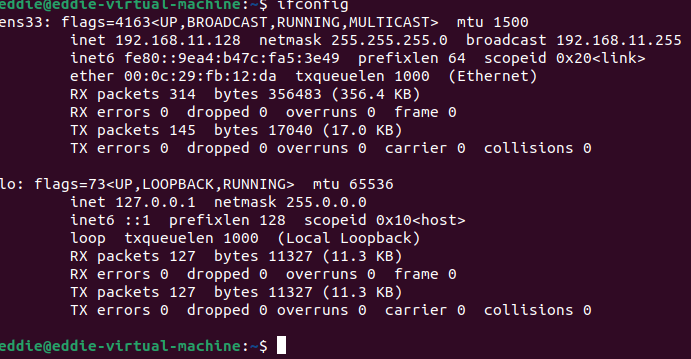 eddie@eddie-virtual-machine:~$ ifconfig
ens33: flags=4163<UP,BROADCAST,RUNNING,MULTICAST>  mtu 1500
        inet 192.168.11.128  netmask 255.255.255.0  broadcast 192.168.11.255
        inet6 fe80::9ea4:b47c:fa5:3e49  prefixlen 64  scopeid 0x20<link>
        ether 00:0c:29:fb:12:da  txqueuelen 1000  (Ethernet)
        RX packets 314  bytes 356483 (356.4 KB)
        RX errors 0  dropped 0  overruns 0  frame 0
        TX packets 145  bytes 17040 (17.0 KB)
        TX errors 0  dropped 0 overruns 0  carrier 0  collisions 0

lo: flags=73<UP,LOOPBACK,RUNNING>  mtu 65536
        inet 127.0.0.1  netmask 255.0.0.0
        inet6 ::1  prefixlen 128  scopeid 0x10<host>
        loop  txqueuelen 1000  (Local Loopback)
        RX packets 127  bytes 11327 (11.3 KB)
        RX errors 0  dropped 0  overruns 0  frame 0
        TX packets 127  bytes 11327 (11.3 KB)
        TX errors 0  dropped 0 overruns 0  carrier 0  collisions 0

eddie@eddie-virtual-machine:~$